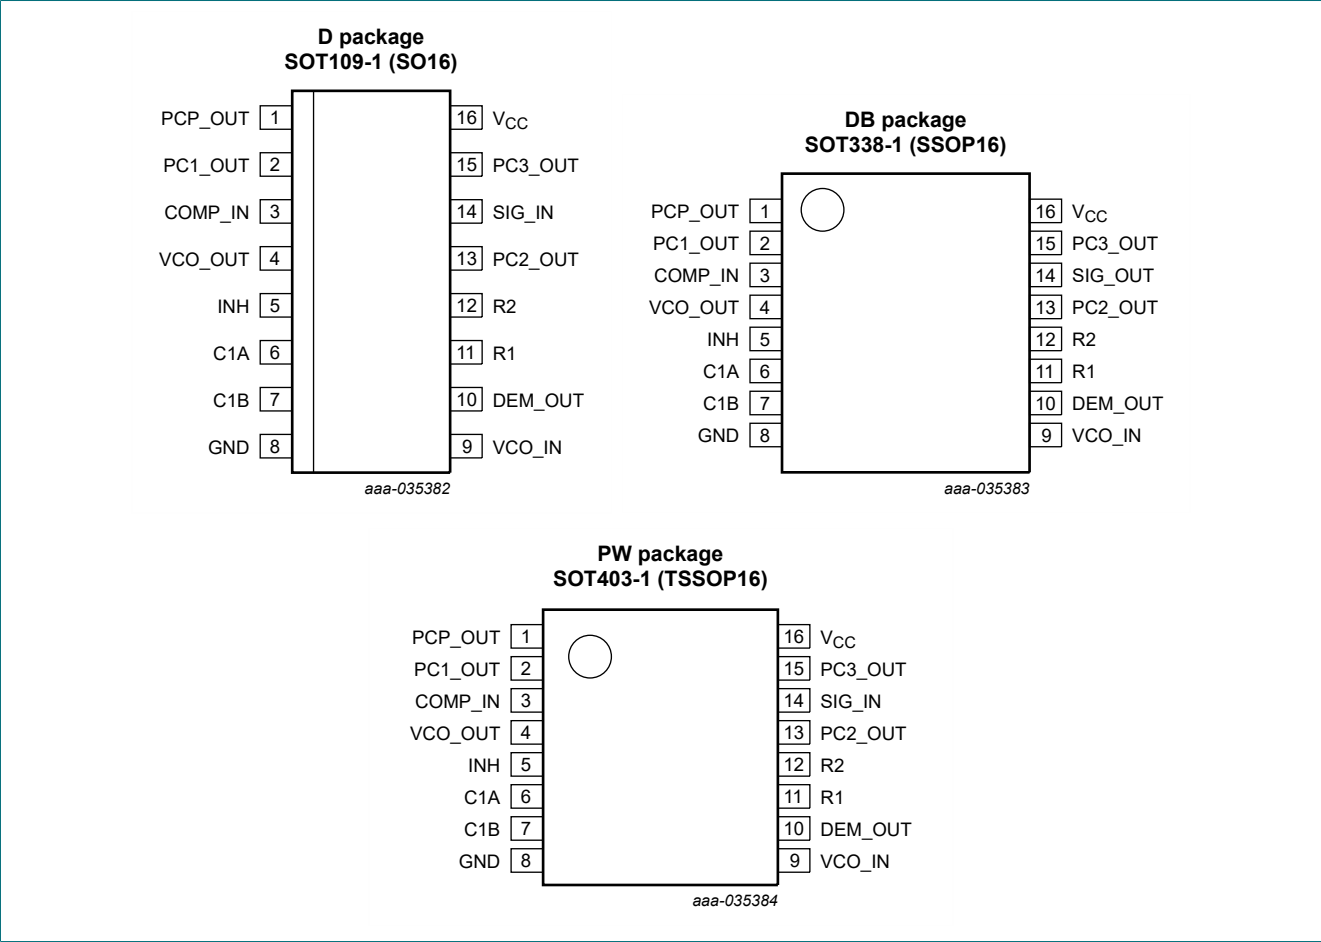 D package
SOT109-1 (SO16)
PCP_OUT 1 16 VCC
PC1_OUT 2 15 PC3_OUT
COMP_IN 3 14 SIG_IN
VCO_OUT 4 13 PC2_OUT
INH 5 12 R2
C1A 6 11 R1
C1B 7 10 DEM_OUT
GND 8 9 VCO_IN
aaa-035382
DB package
SOT338-1 (SSOP16)
PCP_OUT 1 16 VCC
PC1_OUT 2 15 PC3_OUT
COMP_IN 3 14 SIG_OUT
VCO_OUT 4 13 PC2_OUT
INH 5 12 R2
C1A 6 11 R1
C1B 7 10 DEM_OUT
GND 8 9 VCO_IN
aaa-035383
PW package
SOT403-1 (TSSOP16)
PCP_OUT 1 16 VCC
PC1_OUT 2 15 PC3_OUT
COMP_IN 3 14 SIG_IN
VCO_OUT 4 13 PC2_OUT
INH 5 12 R2
C1A 6 11 R1
C1B 7 10 DEM_OUT
GND 8 9 VCO_IN
aaa-035384